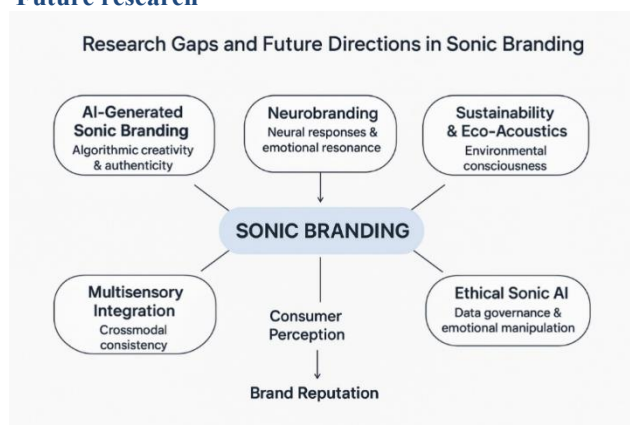 Future research
Research Gaps and Future Directions in Sonic Branding
AI-Generated
Sonic Branding
Algorithmic creativity
& authenticity
Neurobranding
Neural responses &
emotional resonance
Sustainability
& Eco-Acoustics
Environmental
consciousness
SONIC BRANDING
Multisensory
Integration
Crossmodal
consistency
Consumer
Perception
Ethical Sonic AI
Data governance &
emotional manipulation
Brand Reputation